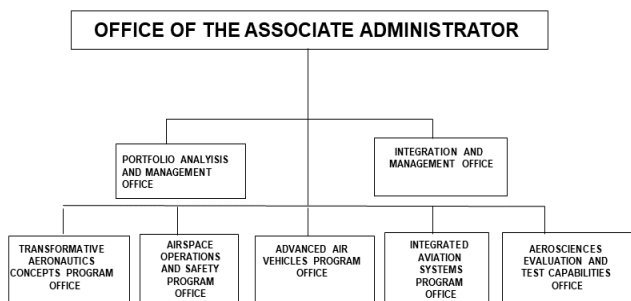 OFFICE OF THE ASSOCIATE ADMINISTRATOR
PORTFOLIO ANALYISIS
AND MANAGEMENT
OFFICE
INTEGRATION AND
MANAGEMENT OFFICE
TRANSFORMATIVE
AERONAUTICS
CONCEPTS PROGRAM
OFFICE
AIRSPACE
OPERATIONS
AND SAFETY
PROGRAM
OFFICE
ADVANCED AIR
VEHICLES PROGRAM
OFFICE
INTEGRATED
AVIATION
SYSTEMS
PROGRAM
OFFICE
AEROSCIENCES
EVALUATION AND
TEST CAPABILITIES
OFFICE